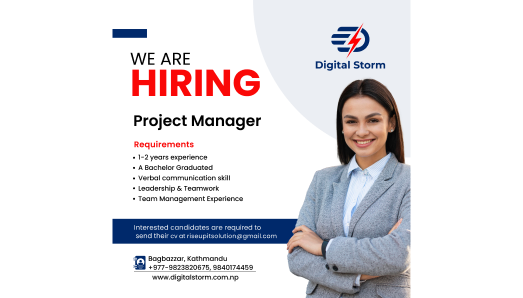 Digital Storm
WE ARE
HIRING
Project Manager
Requirements
1-2 years experience
A Bachelor Graduated
Verbal communication skill
Leadership & Teamwork
Team Management Experience
Interested candidates are required to
send their cv at riseupitsolution@gmail.com
Bagbazzar, Kathmandu
+977-9823820675, 9840174459
www.digitalstorm.com.np